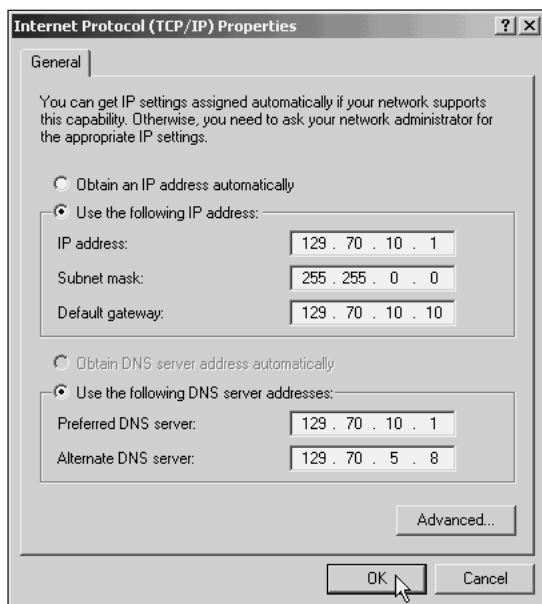 Internet Protocol (TCP/IP) Properties
General
You can get IP settings assigned automatically if your network supports
this capability. Otherwise, you need to ask your network administrator for
the appropriate IP settings.
Obtain an IP address automatically
Use the following IP address:
IP address: 129 . 70 . 10 . 1
Subnet mask: 255 . 255 . 0 . 0
Default gateway: 129 . 70 . 10 . 10
Obtain DNS server address automatically
Use the following DNS server addresses:
Preferred DNS server: 129 . 70 . 10 . 1
Alternate DNS server: 129 . 70 . 5 . 8
Advanced...
OK Cancel